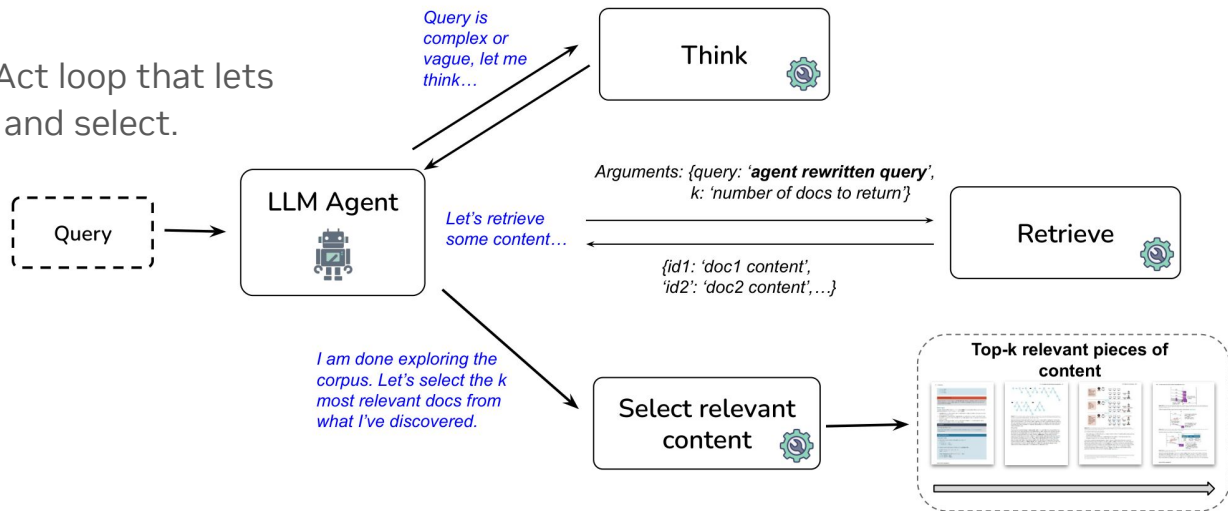 Act loop that lets
and select.
Query is
complex or
vague, let me
think…
Think
Query
LLM Agent
Let's retrieve
some content…
Arguments: {query: 'agent rewritten query',
k: 'number of docs to return'}
{id1: 'doc1 content',
'id2': 'doc2 content',…}
Retrieve
I am done exploring the
corpus. Let's select the k
most relevant docs from
what I've discovered.
Select relevant
content
Top-k relevant pieces of
content